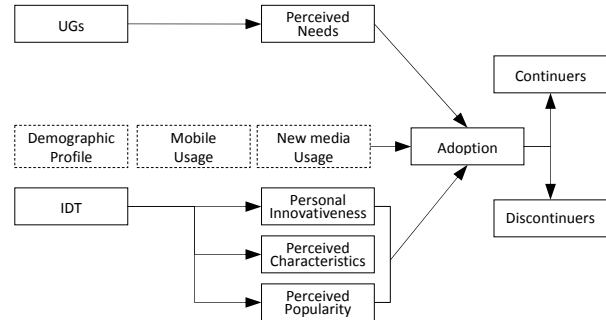 UGs
Perceived
Needs
Continuers
Demographic
Profile
Mobile
Usage
New media
Usage
Adoption
IDT
Personal
Innovativeness
Discontinuers
Perceived
Characteristics
Perceived
Popularity